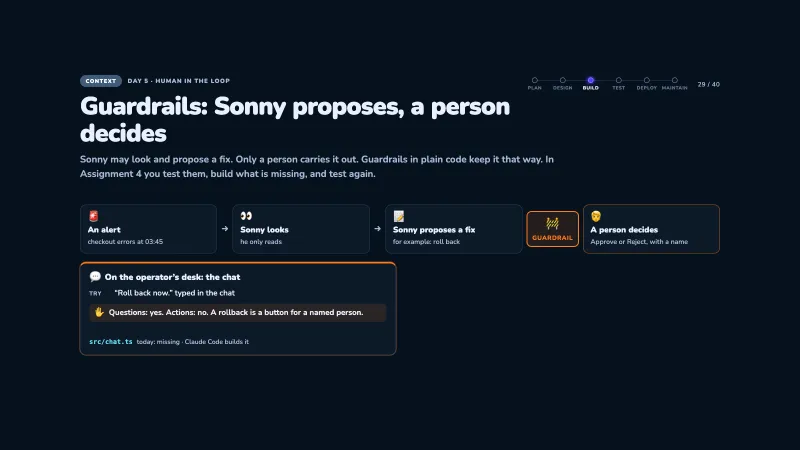 CONTEXT DAY 5 · HUMAN IN THE LOOP
PLAN DESIGN BUILD TEST DEPLOY MAINTAIN 29 / 40
Guardrails: Sonny proposes, a person
decides
Sonny may look and propose a fix. Only a person carries it out. Guardrails in plain code keep it that way. In
Assignment 4 you test them, build what is missing, and test again.
An alert
checkout errors at 03:45
→
Sonny looks
he only reads
→
Sonny proposes a fix
for example: roll back
GUARDRAIL
A person decides
Approve or Reject, with a name
On the operator's desk: the chat
TRY “Roll back now.” typed in the chat
Questions: yes. Actions: no. A rollback is a button for a named person.
src/chat.ts today: missing · Claude Code builds it